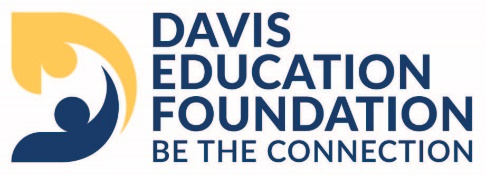 DAVIS
EDUCATION
FOUNDATION
BE THE CONNECTION